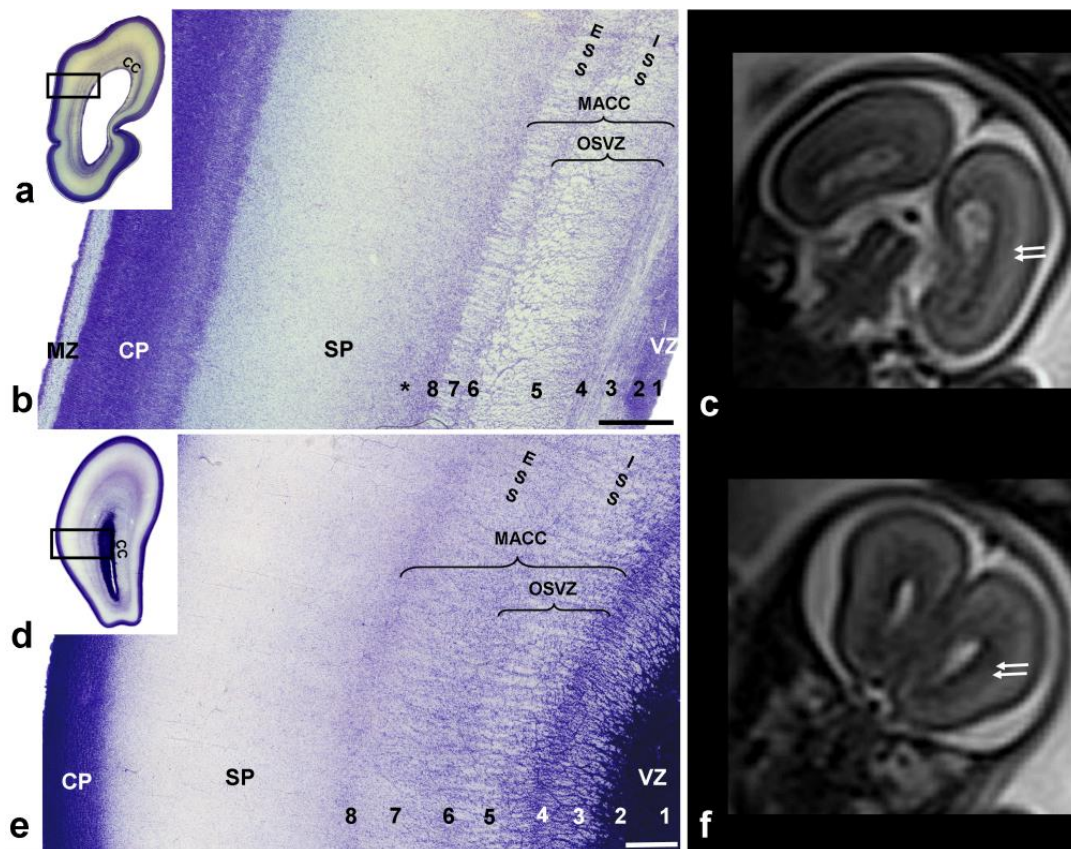 CC
a
E
S
S
I
S
S
MACC
OSVZ
MZ CP SP VZ
* 8 7 6 5 4 3 2 1
b
c
CC
d
E
S
S
I
S
S
MACC
OSVZ
CP SP VZ
8 7 6 5 4 3 2 1
e
f